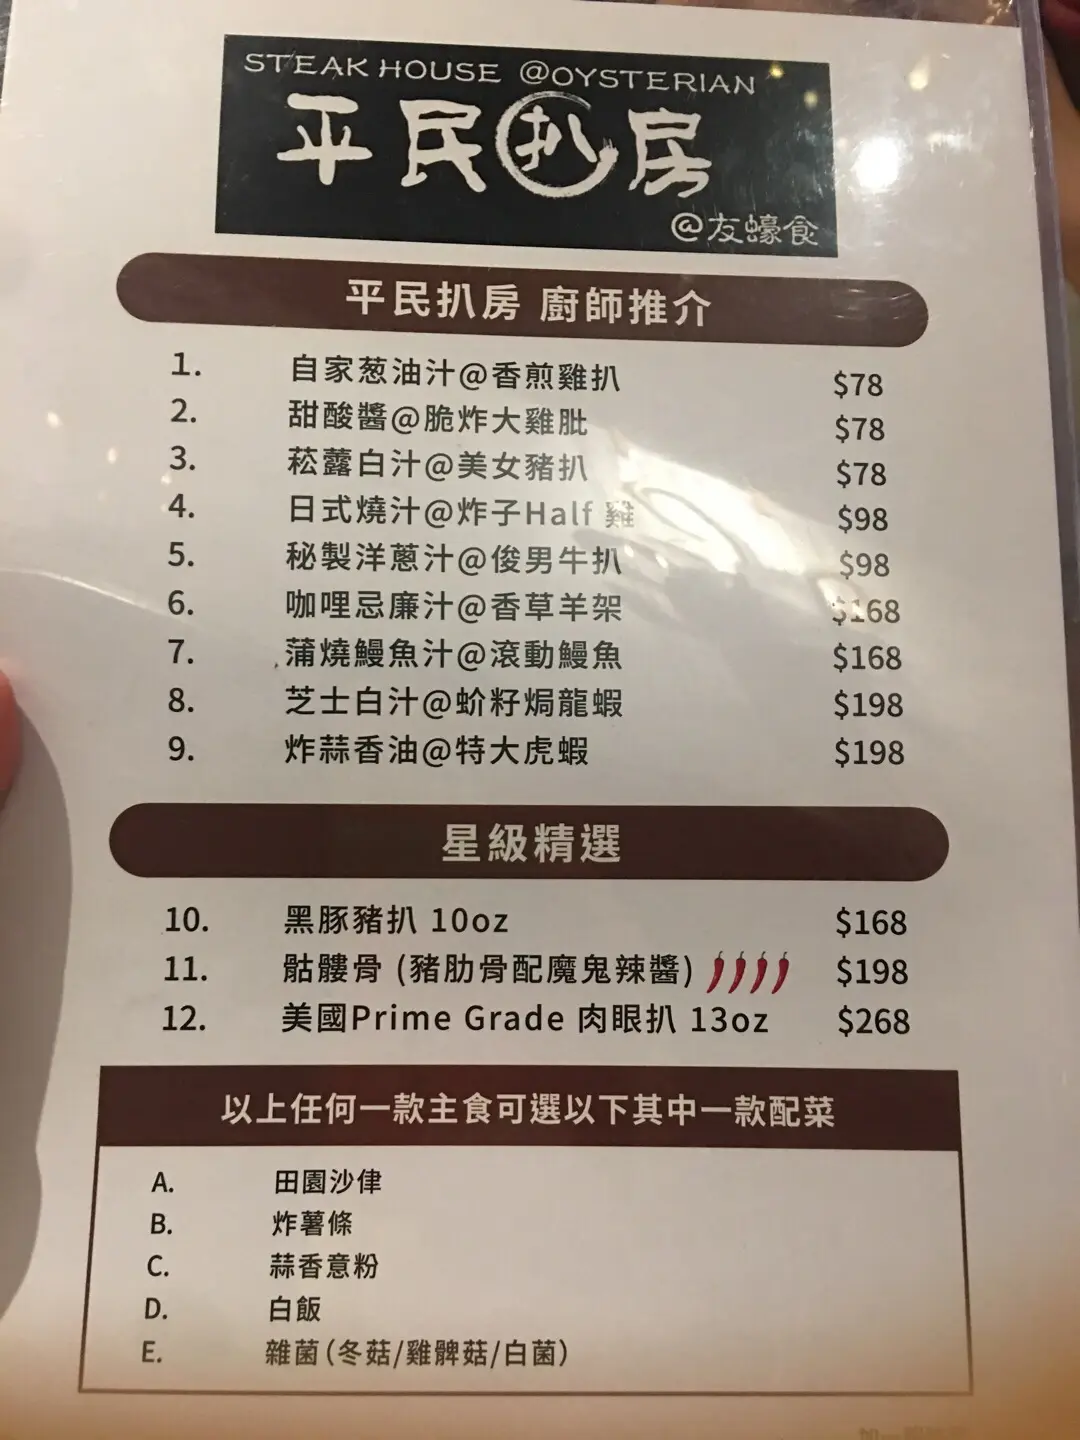 STEAK HOUSE @OYSTERIAN
平民扒房
@友蠔食
平民扒房 廚師推介
1. 自家葱油汁@香煎雞扒 $78
2. 甜酸醬@脆炸大雞肶 $78
3. 菘露白汁@美女豬扒 $78
4. 日式燒汁@炸子Half 雞 $98
5. 秘製洋蔥汁@俊男牛扒 $98
6. 咖哩忌廉汁@香草羊架 $168
7. 蒲燒鰻魚汁@滾動鰻魚 $168
8. 芝士白汁@蚧籽焗龍蝦 $198
9. 炸蒜香油@特大虎蝦 $198
星級精選
10. 黑豚豬扒 10oz $168
11. 骷髏骨 (豬肋骨配魔鬼辣醬) $198
12. 美國Prime Grade 肉眼扒 13oz $268
以上任何一款主食可選以下其中一款配菜
A. 田園沙侓
B. 炸薯條
C. 蒜香意粉
D. 白飯
E. 雜菌(冬菇/雞髀菇/白菌)